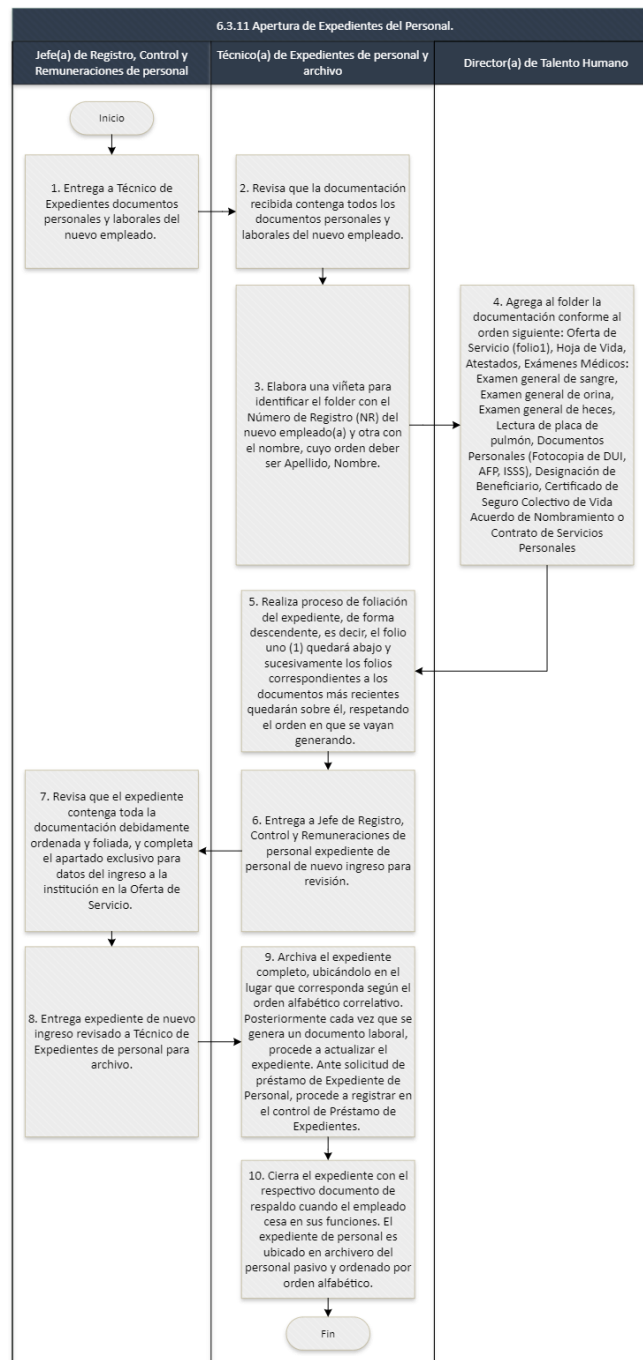 6.3.11 Apertura de Expedientes del Personal.
Jefe(a) de Registro, Control y
Remuneraciones de personal
Técnico(a) de Expedientes de personal y
archivo
Director(a) de Talento Humano
Inicio
1. Entrega a Técnico de
Expedientes documentos
personales y laborales del
nuevo empleado.
2. Revisa que la documentación
recibida contenga todos los
documentos personales y
laborales del nuevo empleado.
3. Elabora una viñeta para
identificar el folder con el
Número de Registro (NR) del
nuevo empleado(a) y otra con
el nombre, cuyo orden deber
ser Apellido, Nombre.
4. Agrega al folder la
documentación conforme al
orden siguiente: Oferta de
Servicio (folio1), Hoja de Vida,
Atestados, Exámenes Médicos:
Examen general de sangre,
Examen general de orina,
Examen general de heces,
Lectura de placa de
pulmón, Documentos
Personales (Fotocopia de DUI,
AFP, ISSS), Designación de
Beneficiario, Certificado de
Seguro Colectivo de Vida
Acuerdo de Nombramiento o
Contrato de Servicios
Personales
5. Realiza proceso de foliación
del expediente, de forma
descendente, es decir, el folio
uno (1) quedará abajo y
sucesivamente los folios
correspondientes a los
documentos más recientes
quedarán sobre él, respetando
el orden en que se vayan
generando.
6. Entrega a Jefe de Registro,
Control y Remuneraciones de
personal expediente de
personal de nuevo ingreso para
revisión.
7. Revisa que el expediente
contenga toda la
documentación debidamente
ordenada y foliada, y completa
el apartado exclusivo para
datos del ingreso a la
institución en la Oferta de
Servicio.
8. Entrega expediente de nuevo
ingreso revisado a Técnico de
Expedientes de personal para
archivo.
9. Archiva el expediente
completo, ubicándolo en el
lugar que corresponda según el
orden alfabético correlativo.
Posteriormente cada vez que se
genera un documento laboral,
procede a actualizar el
expediente. Ante solicitud de
préstamo de Expediente de
Personal, procede a registrar en
el control de Préstamo de
Expedientes.
10. Cierra el expediente con el
respectivo documento de
respaldo cuando el empleado
cesa en sus funciones. El
expediente de personal es
ubicado en archivero del
personal pasivo y ordenado por
orden alfabético.
Fin